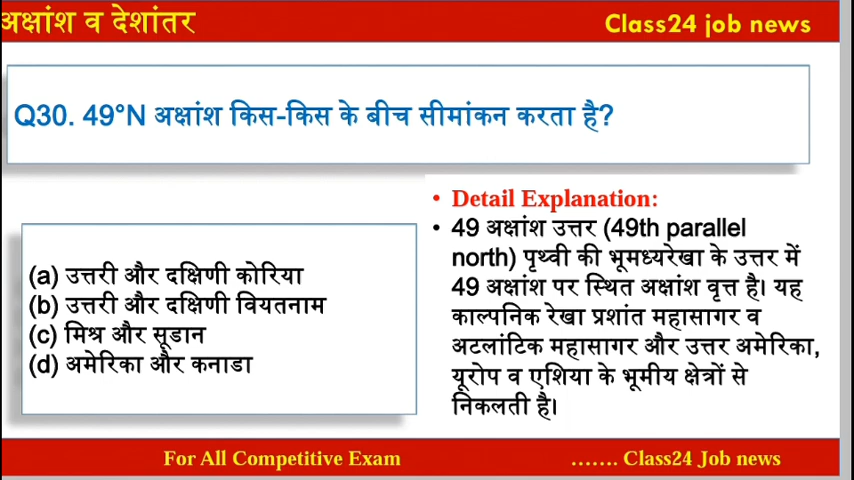 अक्षांश व देशांतर
Class24 job news
Q30. 49°N अक्षांश किस-किस के बीच सीमांकन करता है?
(a) उत्तरी और दक्षिणी कोरिया
(b) उत्तरी और दक्षिणी वियतनाम
(c) मिश्र और सूडान
(d) अमेरिका और कनाडा
• Detail Explanation:
• 49 अक्षांश उत्तर (49th parallel
north) पृथ्वी की भूमध्यरेखा के उत्तर में
49 अक्षांश पर स्थित अक्षांश वृत्त है। यह
काल्पनिक रेखा प्रशांत महासागर व
अटलांटिक महासागर और उत्तर अमेरिका,
यूरोप व एशिया के भूमीय क्षेत्रों से
निकलती है।
For All Competitive Exam
....... Class24 Job news